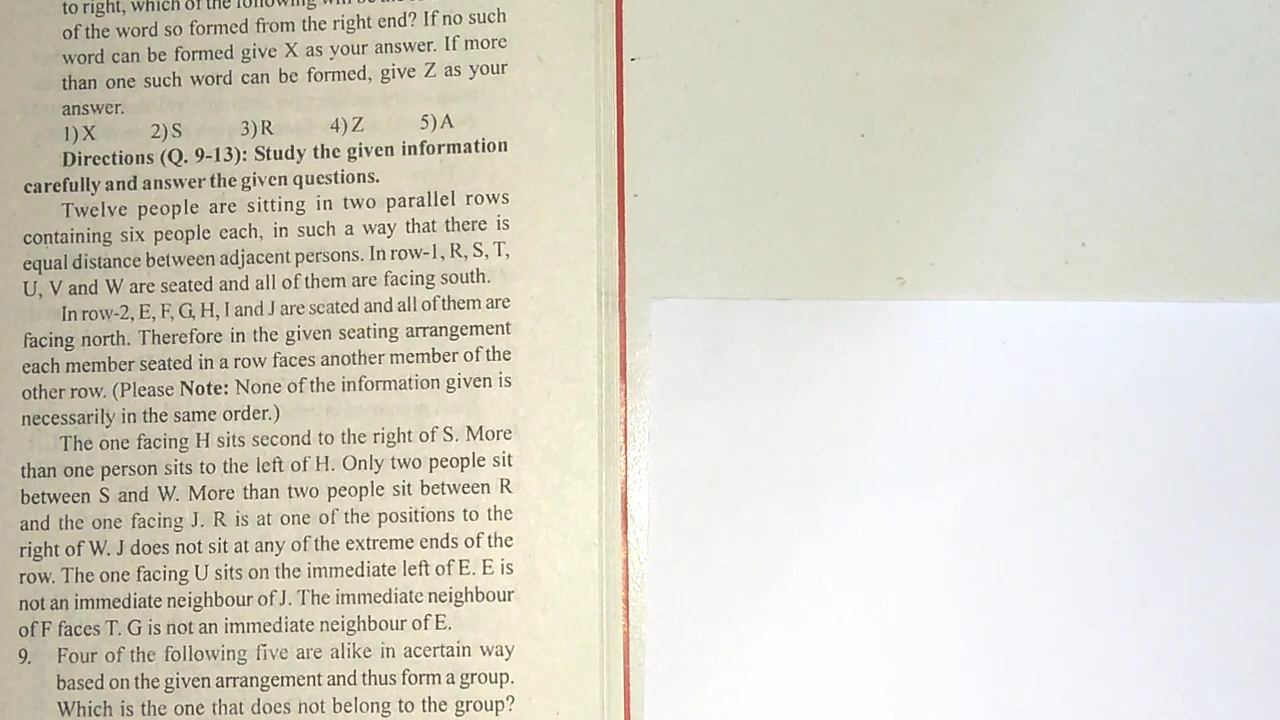 to right, which of the following will be the
of the word so formed from the right end? If no such
word can be formed give X as your answer. If more
than one such word can be formed, give Z as your
answer.
1) X 2) S 3) R 4) Z 5) A
Directions (Q. 9-13): Study the given information
carefully and answer the given questions.
Twelve people are sitting in two parallel rows
containing six people each, in such a way that there is
equal distance between adjacent persons. In row-1, R, S, T,
U, V and W are seated and all of them are facing south.
In row-2, E, F, G, H, I and J are seated and all of them are
facing north. Therefore in the given seating arrangement
each member seated in a row faces another member of the
other row. (Please Note: None of the information given is
necessarily in the same order.)
The one facing H sits second to the right of S. More
than one person sits to the left of H. Only two people sit
between S and W. More than two people sit between R
and the one facing J. R is at one of the positions to the
right of W. J does not sit at any of the extreme ends of the
row. The one facing U sits on the immediate left of E. E is
not an immediate neighbour of J. The immediate neighbour
of F faces T. G is not an immediate neighbour of E.
9. Four of the following five are alike in acertain way
based on the given arrangement and thus form a group.
Which is the one that does not belong to the group?